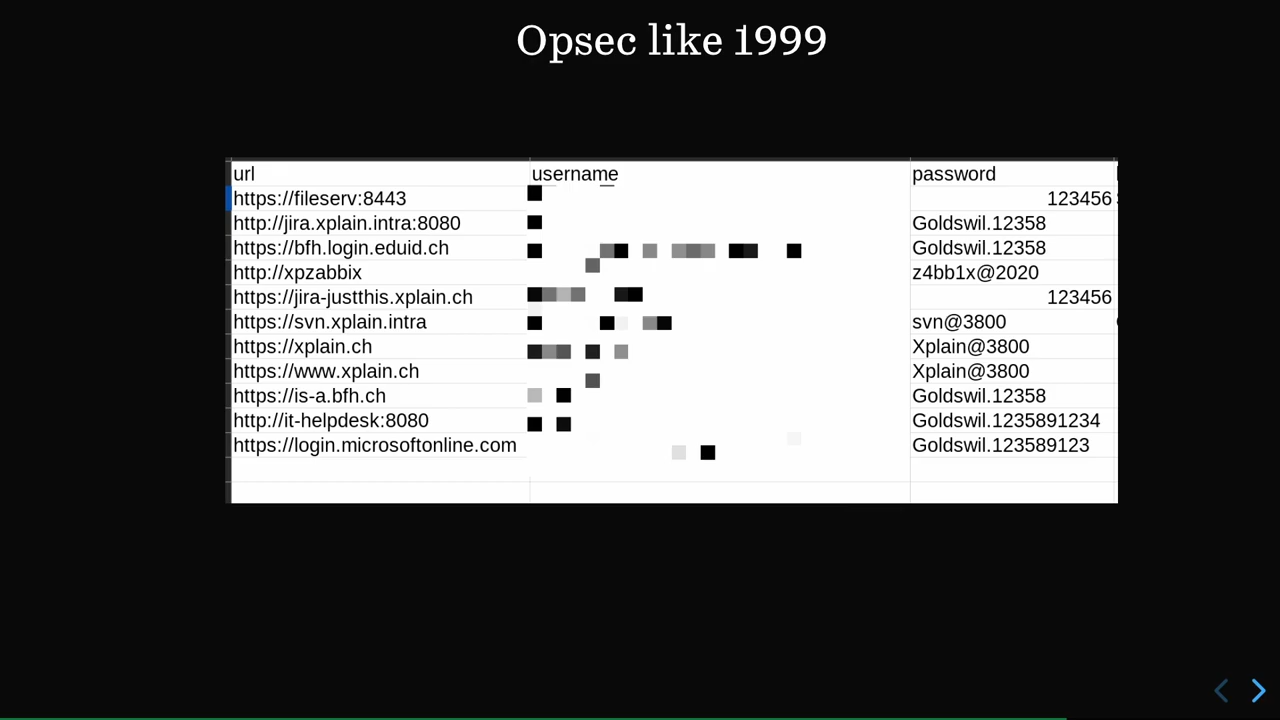 Opsec like 1999
url username password
https://fileserv:8443 123456
http://jira.xplain.intra:8080 Goldswil.12358
https://bfh.login.eduid.ch Goldswil.12358
http://xpzabbix z4bb1x@2020
https://jira-justthis.xplain.ch 123456
https://svn.xplain.intra svn@3800
https://xplain.ch Xplain@3800
https://www.xplain.ch Xplain@3800
https://is-a.bfh.ch Goldswil.12358
http://it-helpdesk:8080 Goldswil.1235891234
https://login.microsoftonline.com Goldswil.123589123